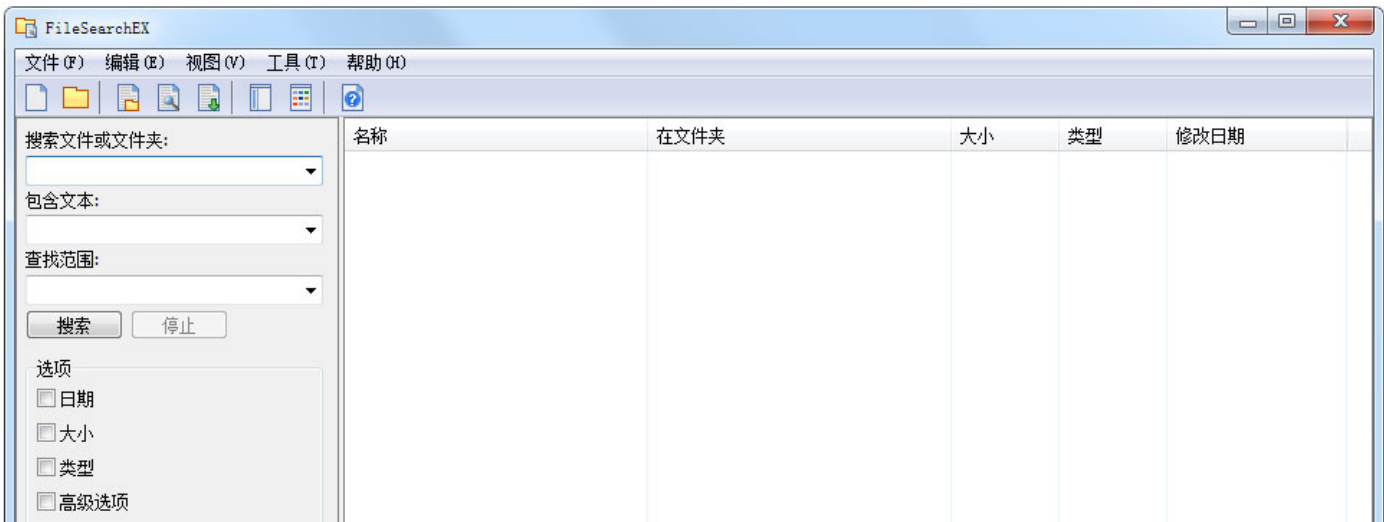 FileSearchEX
文件(F) 编辑(E) 视图(V) 工具(T) 帮助(H)
搜索文件或文件夹:
包含文本:
查找范围:
搜索 停止
选项
日期
大小
类型
高级选项
名称 在文件夹 大小 类型 修改日期